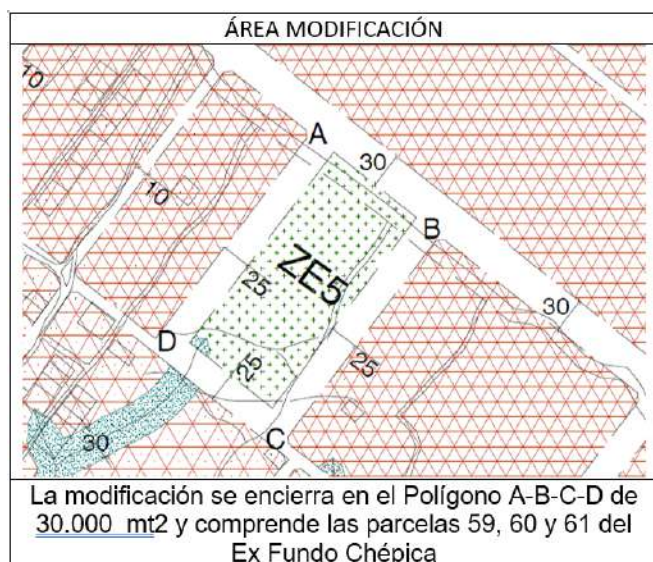 ÁREA MODIFICACIÓN
10
A
30
10
B
ZE5
25
30
D
25
25
30
C
La modificación se encierra en el Polígono A-B-C-D de
30.000 mt2 y comprende las parcelas 59, 60 y 61 del
Ex Fundo Chépica